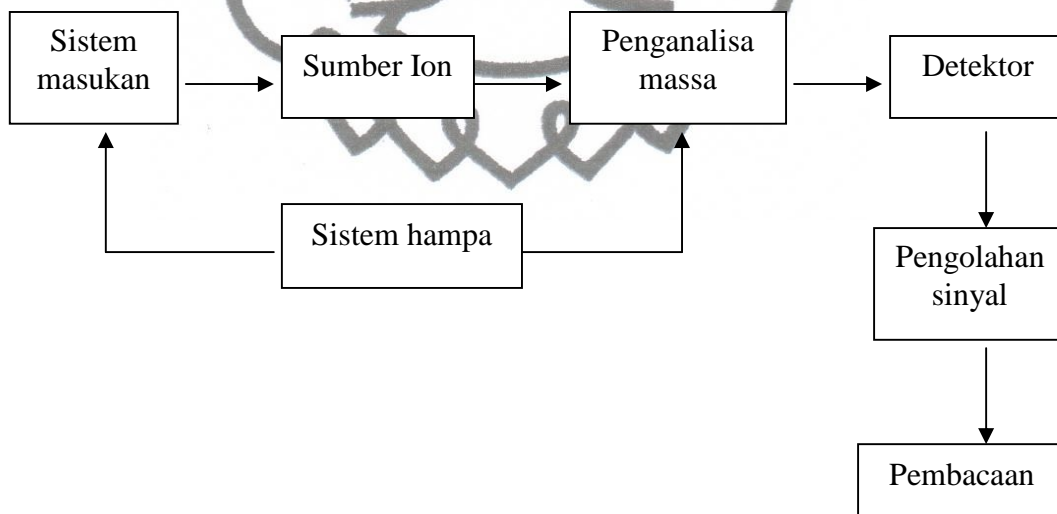 Sistem
masukan
Sumber Ion
Penganalisa
massa
Detektor
Sistem hampa
Pengolahan
sinyal
Pembacaan